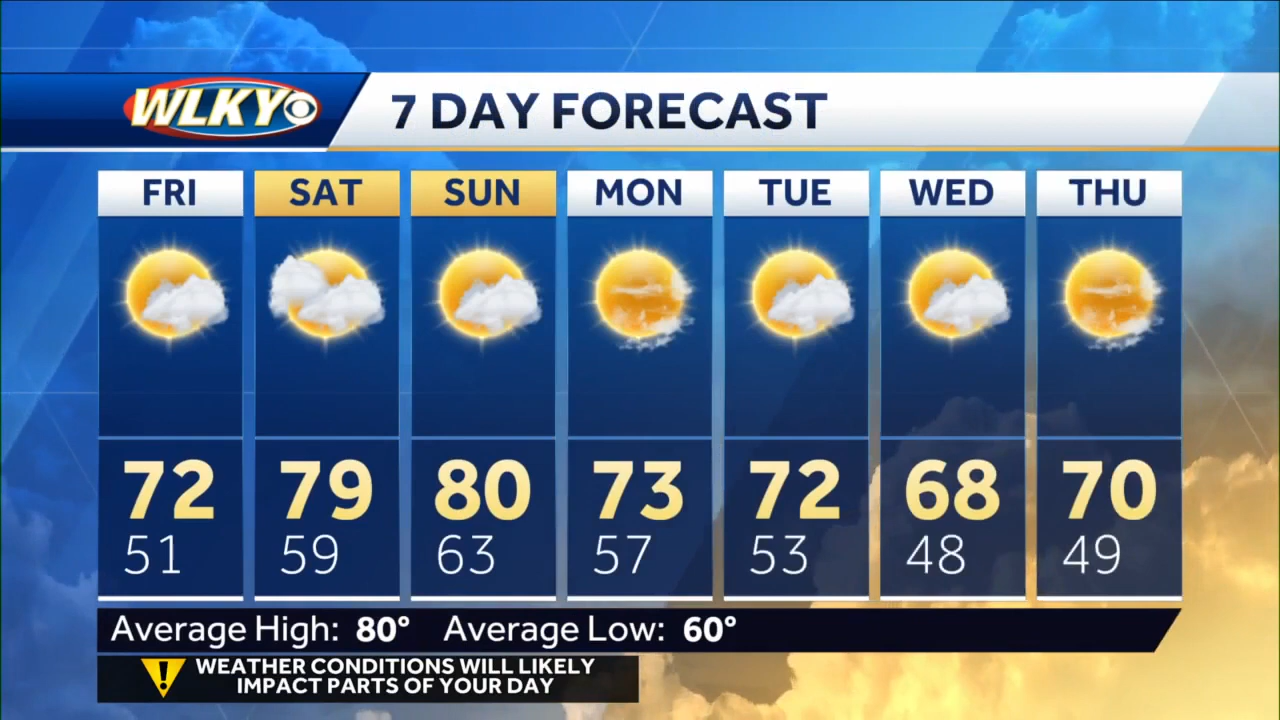 WLKY
7 DAY FORECAST
FRI SAT SUN MON TUE WED THU
72 79 80 73 72 68 70
51 59 63 57 53 48 49
Average High: 80° Average Low: 60°
! WEATHER CONDITIONS WILL LIKELY
IMPACT PARTS OF YOUR DAY